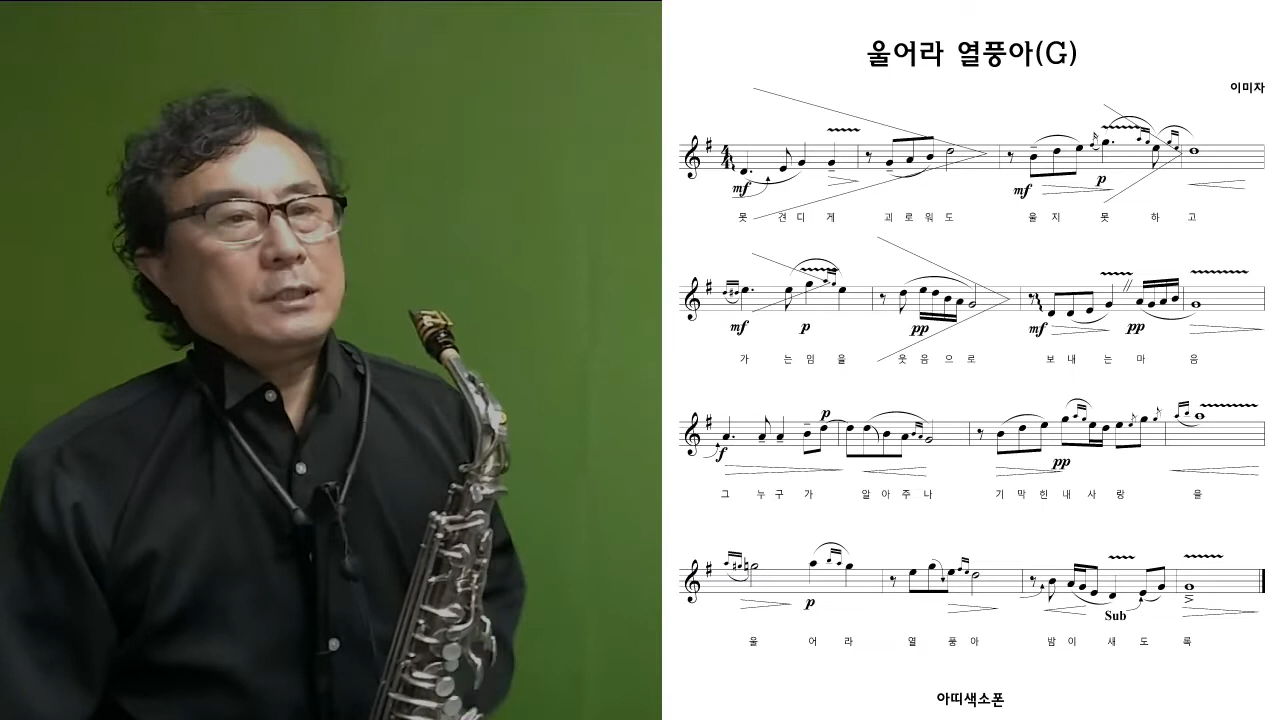 울어라 열풍아(G)
이미자
mf mf p
못 견디 게 괴 로 워 도 울 지 못 하 고
mf p pp mf pp
가 는 임 을 웃 음 으 로 보 내 는 마 음
f p pp
그 누 구 가 알 아 주 나 기 막 힌 내 사 랑 을
p Sub
울 어 라 열 풍 아 밤 이 새 도 록
아띠색소폰